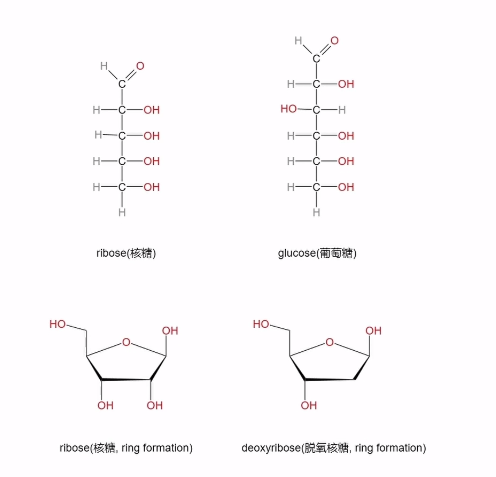 H O
C
H C OH
H C OH
H C OH
H C OH
H
ribose(核糖)
H O
C
H C OH
HO C H
H C OH
H C OH
H C OH
H
glucose(葡萄糖)
HO O OH
OH OH
ribose(核糖, ring formation)
HO O OH
OH
deoxyribose(脱氧核糖, ring formation)